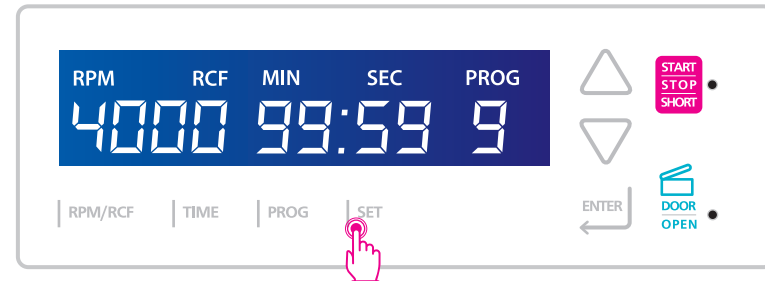 RPM RCF MIN SEC PROG
4000 99:59 9
RPM/RCF TIME PROG SET
ENTER
START
STOP
SHORT
DOOR
OPEN